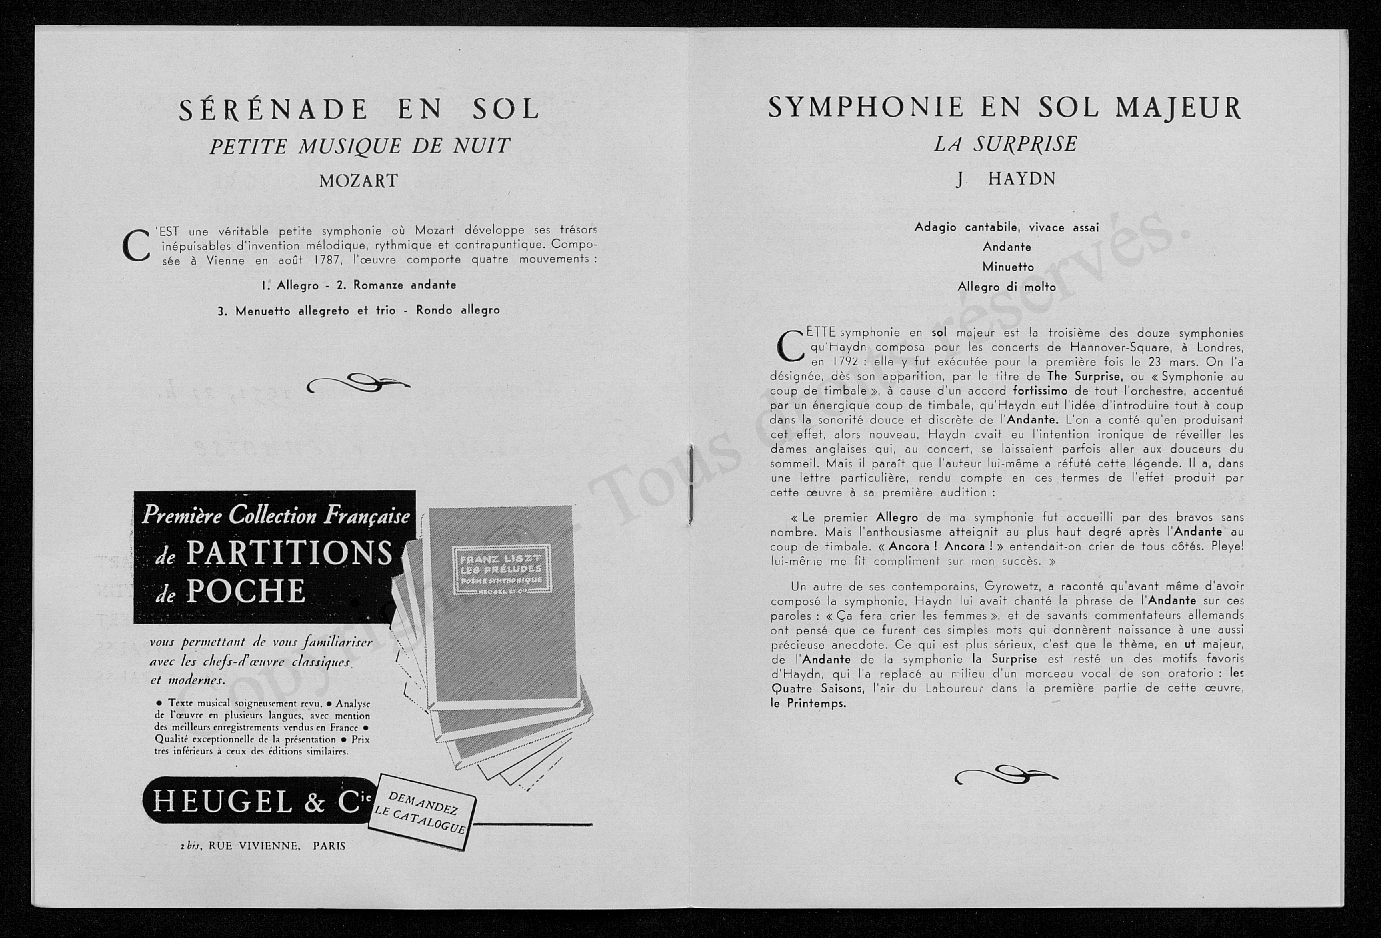 SÉRÉNADE EN SOL
PETITE MUSIQUE DE NUIT
MOZART
C'EST une véritable petite symphonie où Mozart développe ses trésors
inépuisables d'invention mélodique, rythmique et contrapuntique. Compo-
sée à Vienne en août 1787, l'œuvre comporte quatre mouvements :
1. Allegro - 2. Romanze andante
3. Menuetto allegreto et trio - Rondo allegro
Première Collection Française
de PARTITIONS
de POCHE
FRANZ LISZT
LES PRÉLUDES
POÈME SYMPHONIQUE
HEUGEL ET Cie
vous permettant de vous familiariser
avec les chefs-d'œuvre classiques
et modernes.
• Texte musical soigneusement revu. • Analyse
de l'œuvre en plusieurs langues, avec mention
des meilleurs enregistrements vendus en France •
Qualité exceptionnelle de la présentation • Prix
tres inférieurs à ceux des éditions similaires.
HEUGEL & Cie
DEMANDEZ
LE CATALOGUE
2 bis, RUE VIVIENNE, PARIS
SYMPHONIE EN SOL MAJEUR
LA SURPRISE
J HAYDN
Adagio cantabile, vivace assai
Andante
Minuetto
Allegro di molto
CETTE symphonie en sol majeur est la troisième des douze symphonies
qu'Haydn composa pour les concerts de Hannover-Square, à Londres,
en 1792 : elle y fut exécutée pour la première fois le 23 mars. On l'a
désignée, dès son apparition, par le titre de The Surprise, ou « Symphonie au
coup de timbale », à cause d'un accord fortissimo de tout l'orchestre, accentué
par un énergique coup de timbale, qu'Haydn eut l'idée d'introduire tout à coup
dans la sonorité douce et discrète de l'Andante. L'on a conté qu'en produisant
cet effet, alors nouveau, Haydn avait eu l'intention ironique de réveiller les
dames anglaises qui, au concert, se laissaient parfois aller aux douceurs du
sommeil. Mais il paraît que l'auteur lui-même a réfuté cette légende. Il a, dans
une lettre particulière, rendu compte en ces termes de l'effet produit par
cette œuvre à sa première audition :
« Le premier Allegro de ma symphonie fut accueilli par des bravos sans
nombre. Mais l'enthousiasme atteignit au plus haut degré après l'Andante au
coup de timbale. « Ancora ! Ancora ! » entendait-on crier de tous côtés. Pleyel
lui-même me fit compliment sur mon succès. »
Un autre de ses contemporains, Gyrowetz, a raconté qu'avant même d'avoir
composé la symphonie, Haydn lui avait chanté la phrase de l'Andante sur ces
paroles : « Ça fera crier les femmes », et de savants commentateurs allemands
ont pensé que ce furent ces simples mots qui donnèrent naissance à une aussi
précieuse anecdote. Ce qui est plus sérieux, c'est que le thème, en ut majeur,
de l'Andante de la symphonie la Surprise est resté un des motifs favoris
d'Haydn, qui l'a replacé au milieu d'un morceau vocal de son oratorio : les
Quatre Saisons, l'air du Laboureur dans la première partie de cette œuvre,
le Printemps.
Copyright - Tous droits réservés.